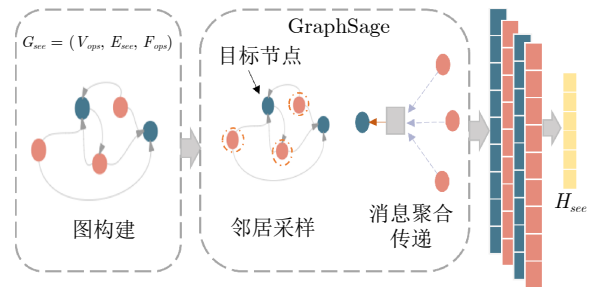 G_see = (V_ops, E_see, F_ops)
图构建
GraphSage
目标节点
邻居采样
消息聚合
传递
H_see